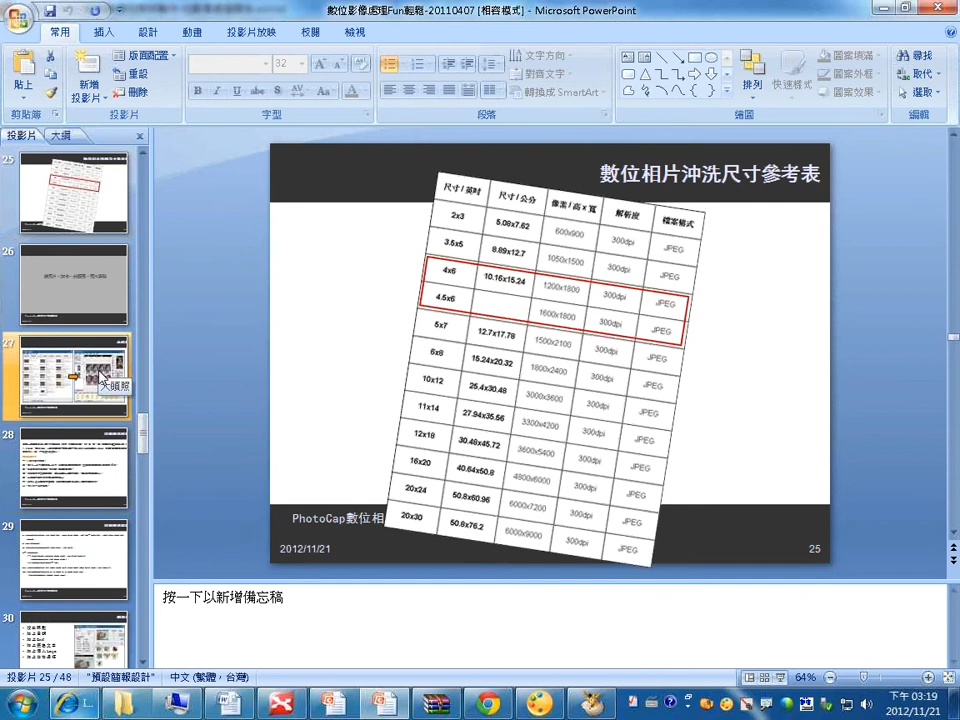 數位影像處理Fun輕鬆-20110407 [相容模式] - Microsoft PowerPoint
常用 插入 設計 動畫 投影片放映 校閱 檢視
貼上
新增
投影片
版面配置
重設
刪除
32
文字方向
對齊文字
轉換成 SmartArt
排列 快速樣式
圖案填滿
圖案外框
圖案效果
尋找
取代
選取
剪貼簿 投影片 字型 段落 繪圖 編輯
投影片 大綱
25
26
27
大頭照
28
29
30
數位相片沖洗尺寸參考表
尺寸 / 英吋 尺寸 / 公分 像素 / 高 x 寬 解析度 檔案格式
2x3 5.08x7.62 600x900 300dpi JPEG
3.5x5 8.89x12.7 1050x1500 300dpi JPEG
4x6 10.16x15.24 1200x1800 300dpi JPEG
4.5x6 1600x1800 300dpi JPEG
5x7 12.7x17.78 1500x2100 300dpi JPEG
6x8 15.24x20.32 1800x2400 300dpi JPEG
10x12 25.4x30.48 3000x3600 300dpi JPEG
11x14 27.94x35.56 3300x4200 300dpi JPEG
12x18 30.48x45.72 3600x5400 300dpi JPEG
16x20 40.64x50.8 4800x6000 300dpi JPEG
20x24 50.8x60.96 6000x7200 300dpi JPEG
20x30 50.8x76.2 6000x9000 300dpi JPEG
PhotoCap數位相
2012/11/21 25
按一下以新增備忘稿
投影片 25 / 48 "預設簡報設計" 中文 (繁體，台灣) 64%
下午 03:19
2012/11/21